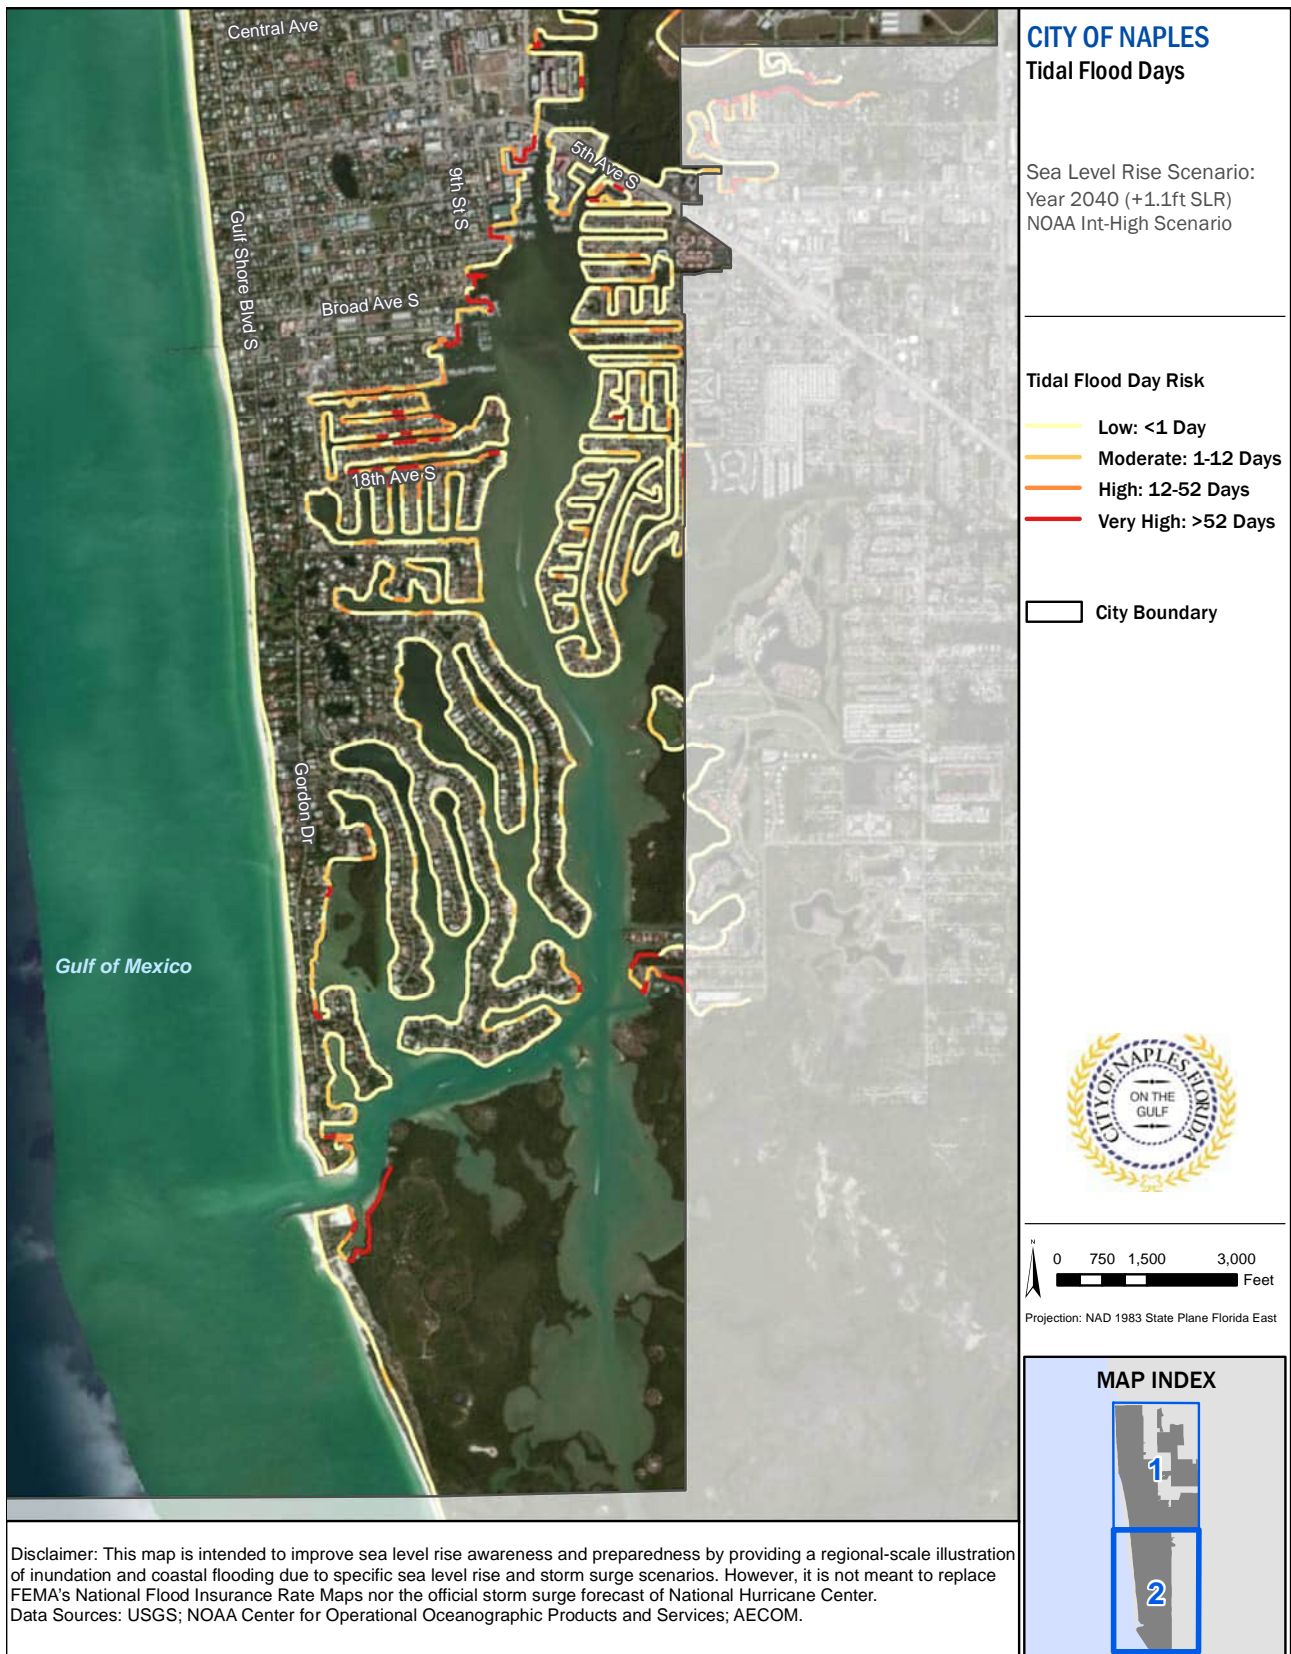 Central Ave
5th Ave S
9th St S
Gulf Shore Blvd S
Broad Ave S
18th Ave S
Gordon Dr
Gulf of Mexico
CITY OF NAPLES
Tidal Flood Days
Sea Level Rise Scenario:
Year 2040 (+1.1ft SLR)
NOAA Int-High Scenario
Tidal Flood Day Risk
Low: <1 Day
Moderate: 1-12 Days
High: 12-52 Days
Very High: >52 Days
City Boundary
CITY OF NAPLES, FLORIDA
ON THE
GULF
N
0 750 1,500 3,000
Feet
Projection: NAD 1983 State Plane Florida East
MAP INDEX
1
2
Disclaimer: This map is intended to improve sea level rise awareness and preparedness by providing a regional-scale illustration
of inundation and coastal flooding due to specific sea level rise and storm surge scenarios. However, it is not meant to replace
FEMA's National Flood Insurance Rate Maps nor the official storm surge forecast of National Hurricane Center.
Data Sources: USGS; NOAA Center for Operational Oceanographic Products and Services; AECOM.